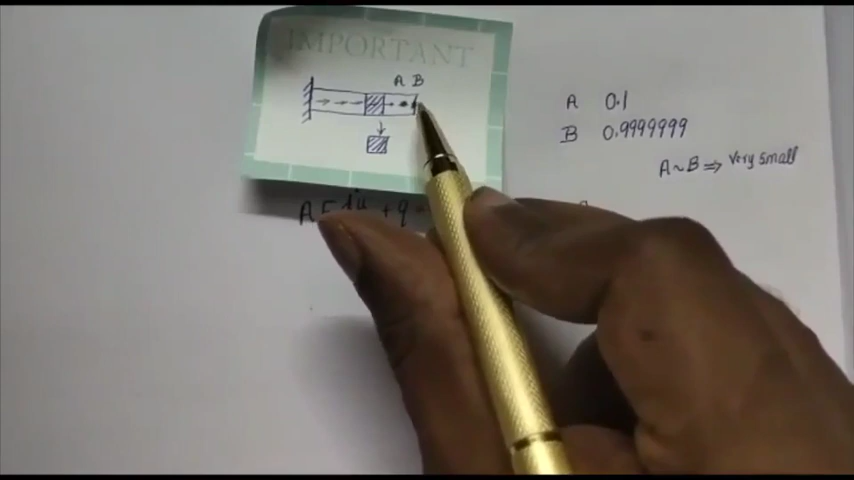 IMPORTANT
A B
A 0.1
B 0.9999999
A~B ⇒ Very small
+ q